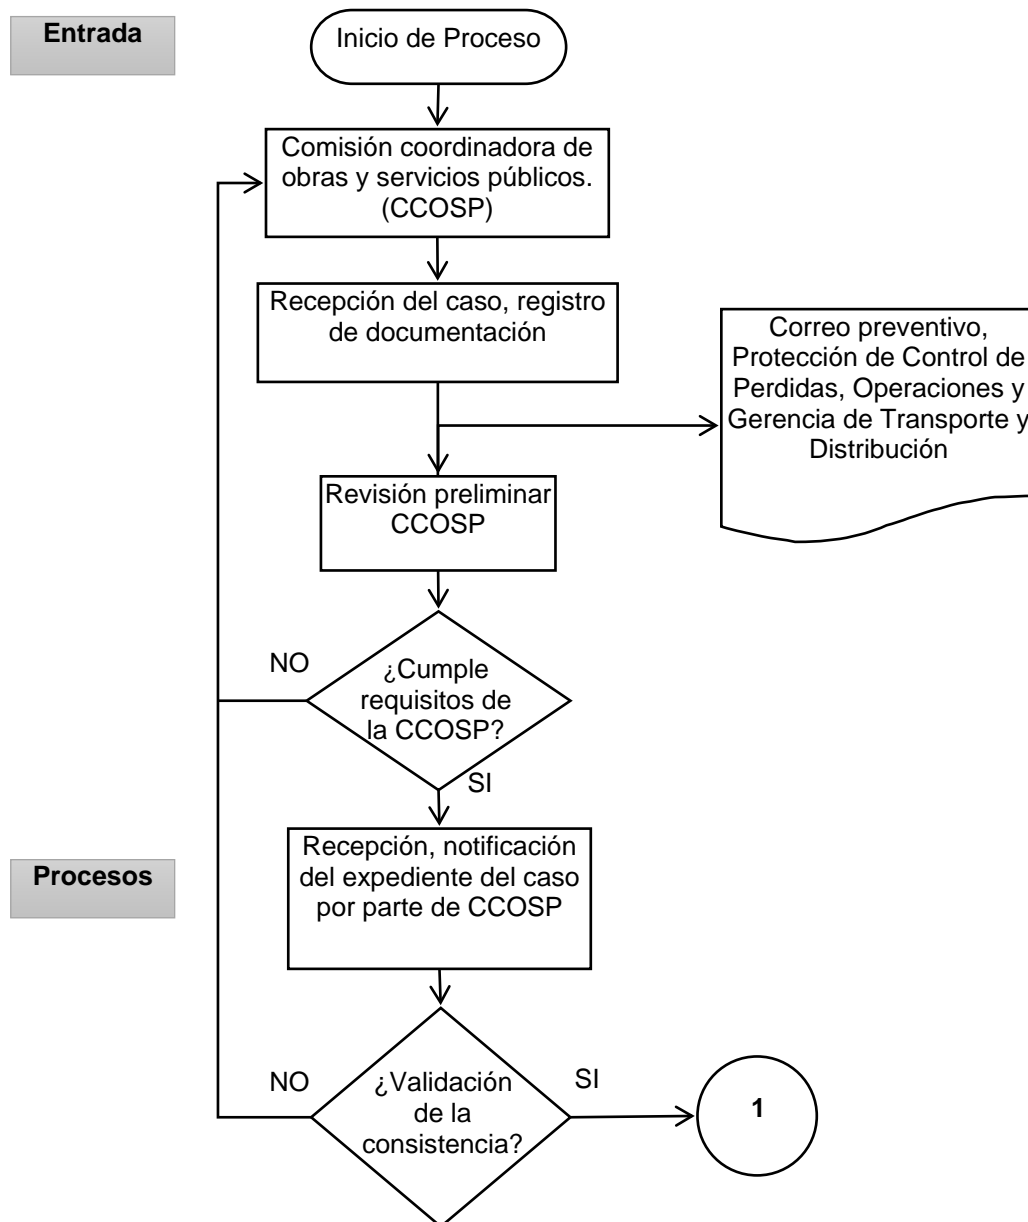 Entrada
Inicio de Proceso
Comisión coordinadora de
obras y servicios públicos.
(CCOSP)
Recepción del caso, registro
de documentación
Correo preventivo,
Protección de Control de
Perdidas, Operaciones y
Gerencia de Transporte y
Distribución
Revisión preliminar
CCOSP
NO
¿Cumple
requisitos de
la CCOSP?
SI
Procesos
Recepción, notificación
del expediente del caso
por parte de CCOSP
NO
¿Validación
de la
consistencia?
SI
1